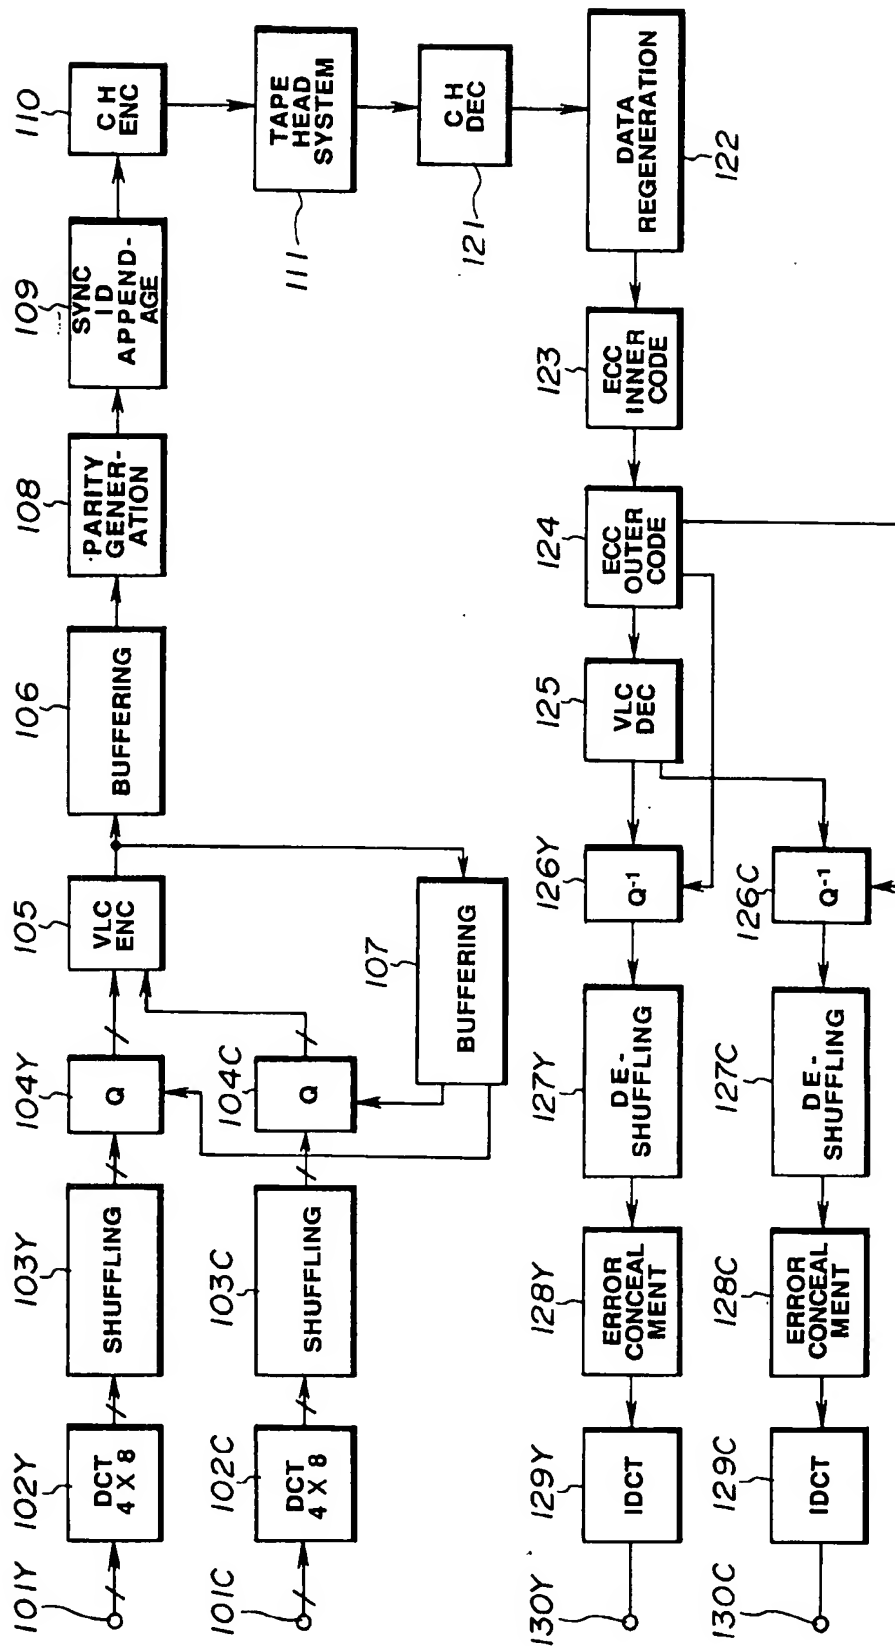 101Y
102Y
DCT
4 X 8
103Y
SHUFFLING
104Y
Q
105
VLC
ENC
106
BUFFERING
108
PARITY
GENER-
ATION
109
SYNC
ID
APPEND-
AGE
110
C H
ENC
101C
102C
DCT
4 X 8
103C
SHUFFLING
104C
Q
107
BUFFERING
111
TAPE
HEAD
SYSTEM
121
C H
DEC
122
DATA
REGENERATION
123
ECC
INNER
CODE
124
ECC
OUTER
CODE
125
VLC
DEC
126Y
Q-1
127Y
DE-
SHUFFLING
128Y
ERROR
CONCEAL
MENT
129Y
IDCT
130Y
126C
Q-1
127C
DE-
SHUFFLING
128C
ERROR
CONCEAL
MENT
129C
IDCT
130C